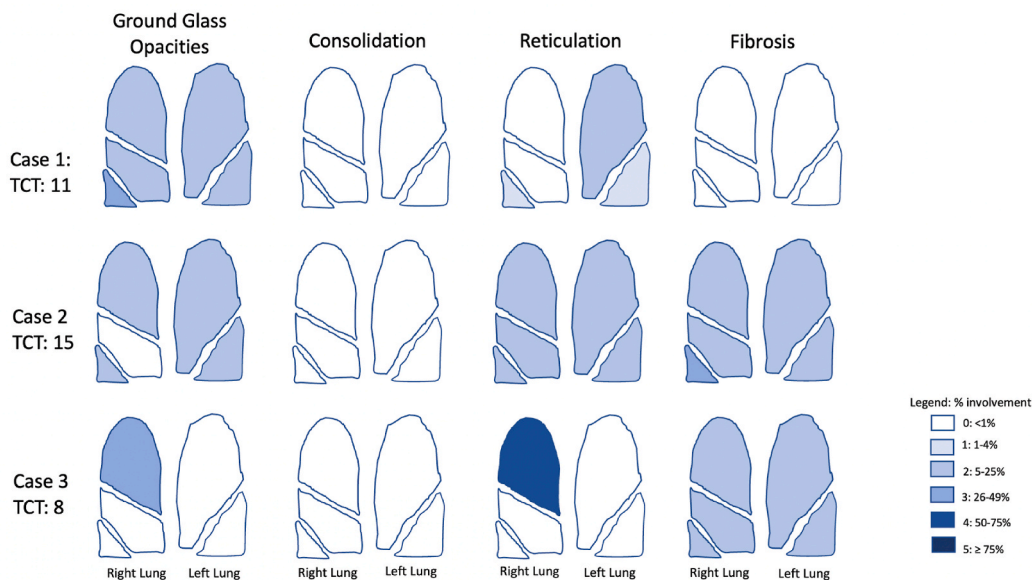 Ground Glass
Opacities
Consolidation
Reticulation
Fibrosis
Case 1:
TCT: 11
Case 2
TCT: 15
Case 3
TCT: 8
Legend: % involvement
0: <1%
1: 1-4%
2: 5-25%
3: 26-49%
4: 50-75%
5: ≥ 75%
Right Lung Left Lung Right Lung Left Lung Right Lung Left Lung Right Lung Left Lung